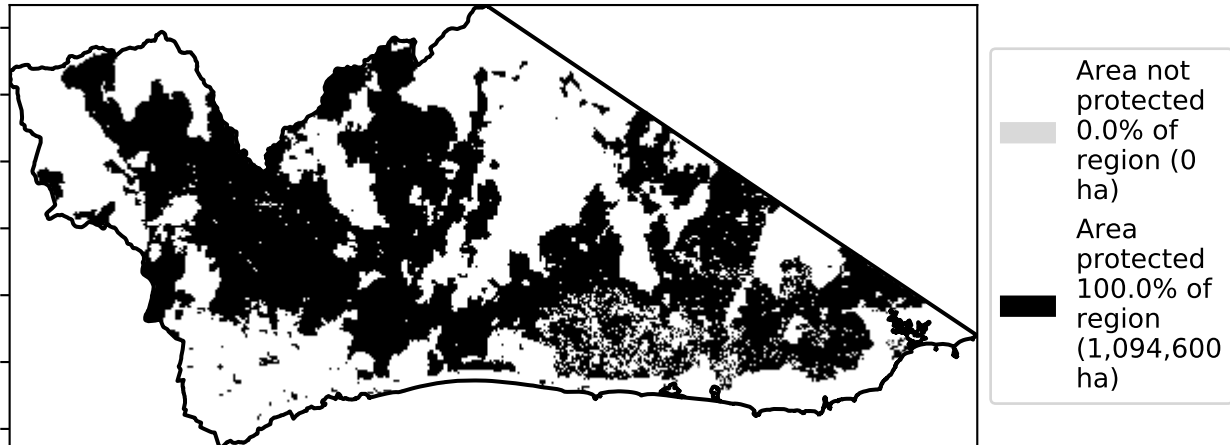 Area not
protected
0.0% of
region (0
ha)
Area
protected
100.0% of
region
(1,094,600
ha)